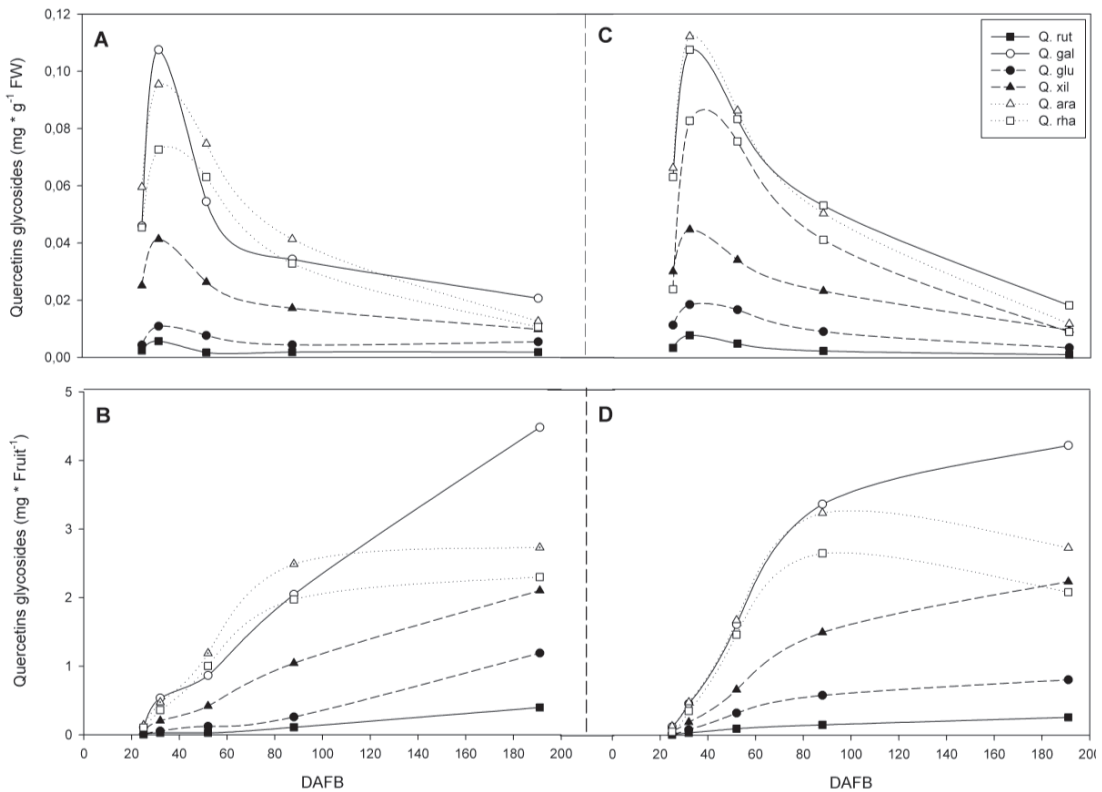 A
C
Quercetins glycosides (mg * g-1 FW)
0,12
0,10
0,08
0,06
0,04
0,02
0,00
Q. rut
Q. gal
Q. glu
Q. xil
Q. ara
Q. rha
B
D
Quercetins glycosides (mg * Fruit-1)
5
4
3
2
1
0
0 20 40 60 80 100 120 140 160 180 200
0 20 40 60 80 100 120 140 160 180 200
DAFB
DAFB